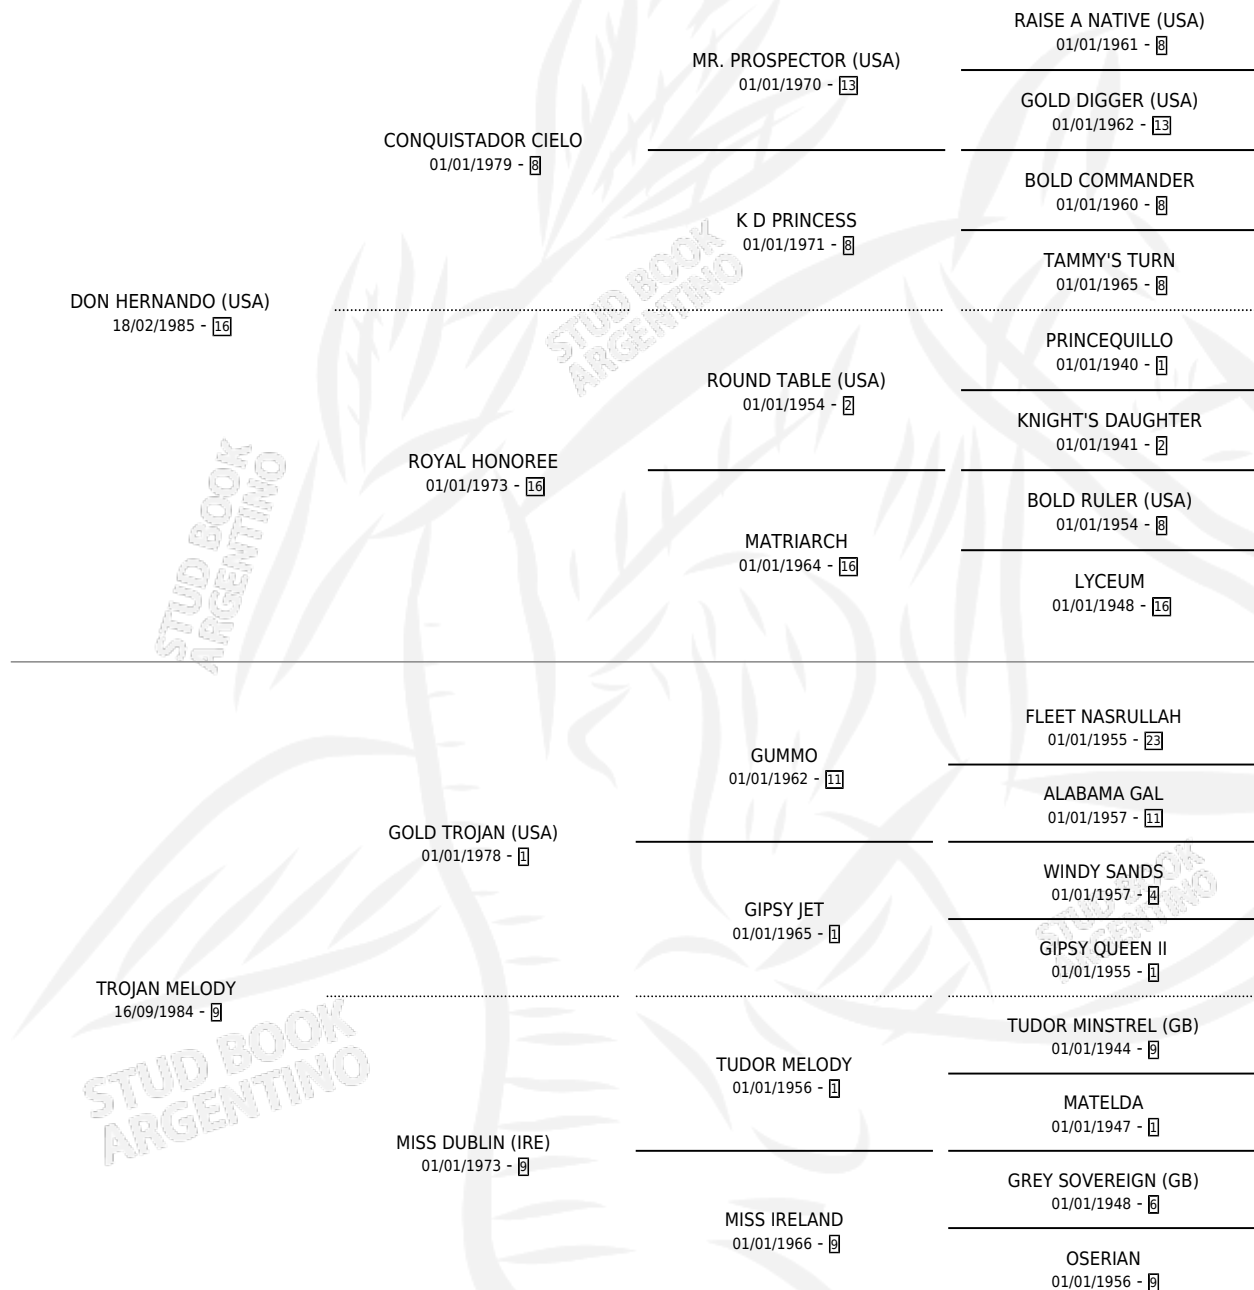 RAISE A NATIVE (USA)
01/01/1961 - 8
MR. PROSPECTOR (USA)
01/01/1970 - 13
GOLD DIGGER (USA)
01/01/1962 - 13
CONQUISTADOR CIELO
01/01/1979 - 8
BOLD COMMANDER
01/01/1960 - 8
K D PRINCESS
01/01/1971 - 8
TAMMY'S TURN
01/01/1965 - 8
DON HERNANDO (USA)
18/02/1985 - 16
PRINCEQUILLO
01/01/1940 - 1
ROUND TABLE (USA)
01/01/1954 - 2
KNIGHT'S DAUGHTER
01/01/1941 - 2
ROYAL HONOREE
01/01/1973 - 16
BOLD RULER (USA)
01/01/1954 - 8
MATRIARCH
01/01/1964 - 16
LYCEUM
01/01/1948 - 16
STUD BOOK
ARGENTINO
STUD BOOK
ARGENTINO
FLEET NASRULLAH
01/01/1955 - 23
GUMMO
01/01/1962 - 11
ALABAMA GAL
01/01/1957 - 11
GOLD TROJAN (USA)
01/01/1978 - 1
WINDY SANDS
01/01/1957 - 4
GIPSY JET
01/01/1965 - 1
GIPSY QUEEN II
01/01/1955 - 1
STUD BOOK
ARGENTINO
TROJAN MELODY
16/09/1984 - 9
TUDOR MINSTREL (GB)
01/01/1944 - 9
TUDOR MELODY
01/01/1956 - 1
MATELDA
01/01/1947 - 1
MISS DUBLIN (IRE)
01/01/1973 - 9
GREY SOVEREIGN (GB)
01/01/1948 - 6
MISS IRELAND
01/01/1966 - 9
OSERIAN
01/01/1956 - 9
STUD BOOK
ARGENTINO